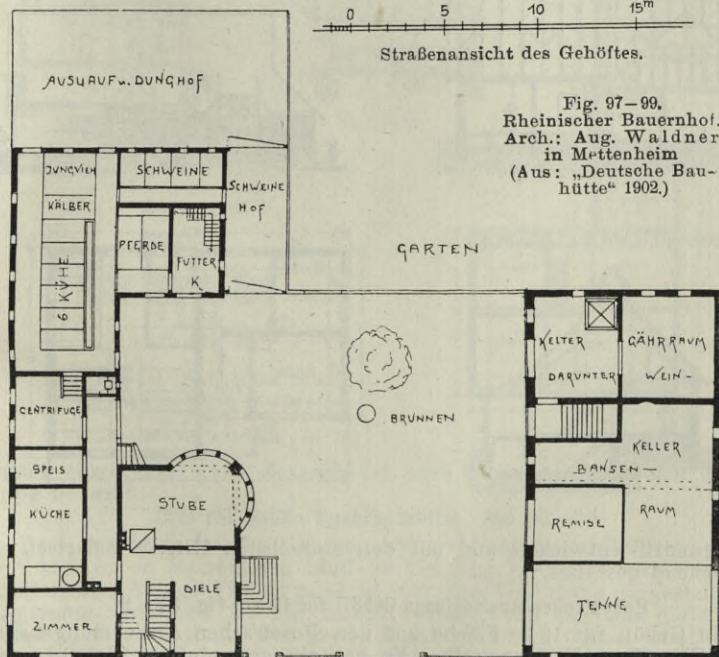 0 5 10 15m
Straßenansicht des Gehöftes.
Fig. 97–99.
Rheinischer Bauernhof.
Arch.: Aug. Waldner
in Mettenheim
(Aus: „Deutsche Bau-
hütte“ 1902.)
AUSLAUF u. DUNGHOF
JUNGVIEH
SCHWEINE
SCHWEINE
HOF
KÄLBER
PFERDE
FUTTER
K.
6 KÜHE
GARTEN
KELTER
GÄHRRAUM
DARUNTER
WEIN-
BRUNNEN
CENTRIFUGE
SPEIS
KÜCHE
ZIMMER
STUBE
DIELE
KELLER
BANSEN-
RAUM
REMISE
TENNE